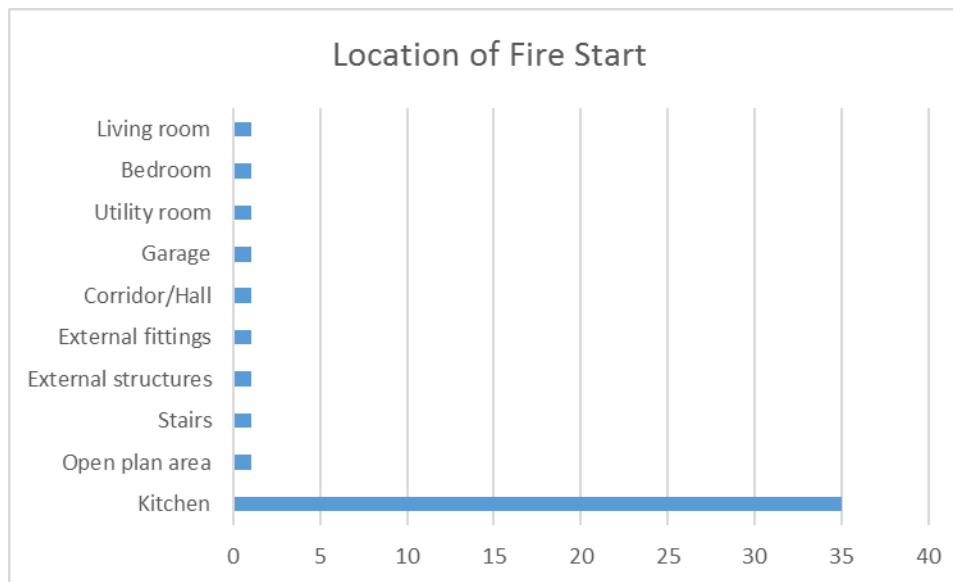 Location of Fire Start
Living room
Bedroom
Utility room
Garage
Corridor/Hall
External fittings
External structures
Stairs
Open plan area
Kitchen
0 5 10 15 20 25 30 35 40